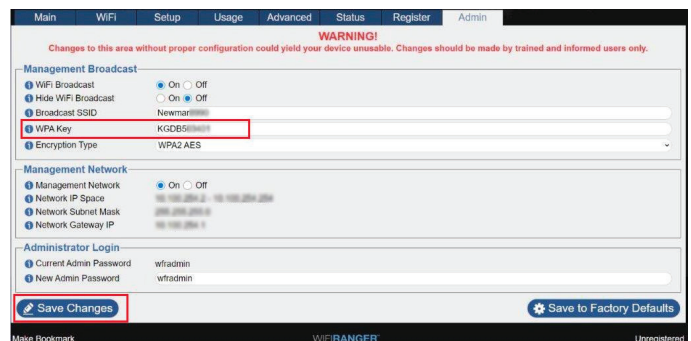 Main WiFi Setup Usage Advanced Status Register Admin
WARNING!
Changes to this area without proper configuration could yield your device unusable. Changes should be made by trained and informed users only.
Management Broadcast
WiFi Broadcast On Off
Hide WiFi Broadcast On Off
Broadcast SSID Newmar
WPA Key KGDB5
Encryption Type WPA2 AES
Management Network
Management Network On Off
Network IP Space
Network Subnet Mask
Network Gateway IP
Administrator Login
Current Admin Password wfradmin
New Admin Password wfradmin
Save Changes Save to Factory Defaults
Make Bookmark WIFIRANGER Unregistered